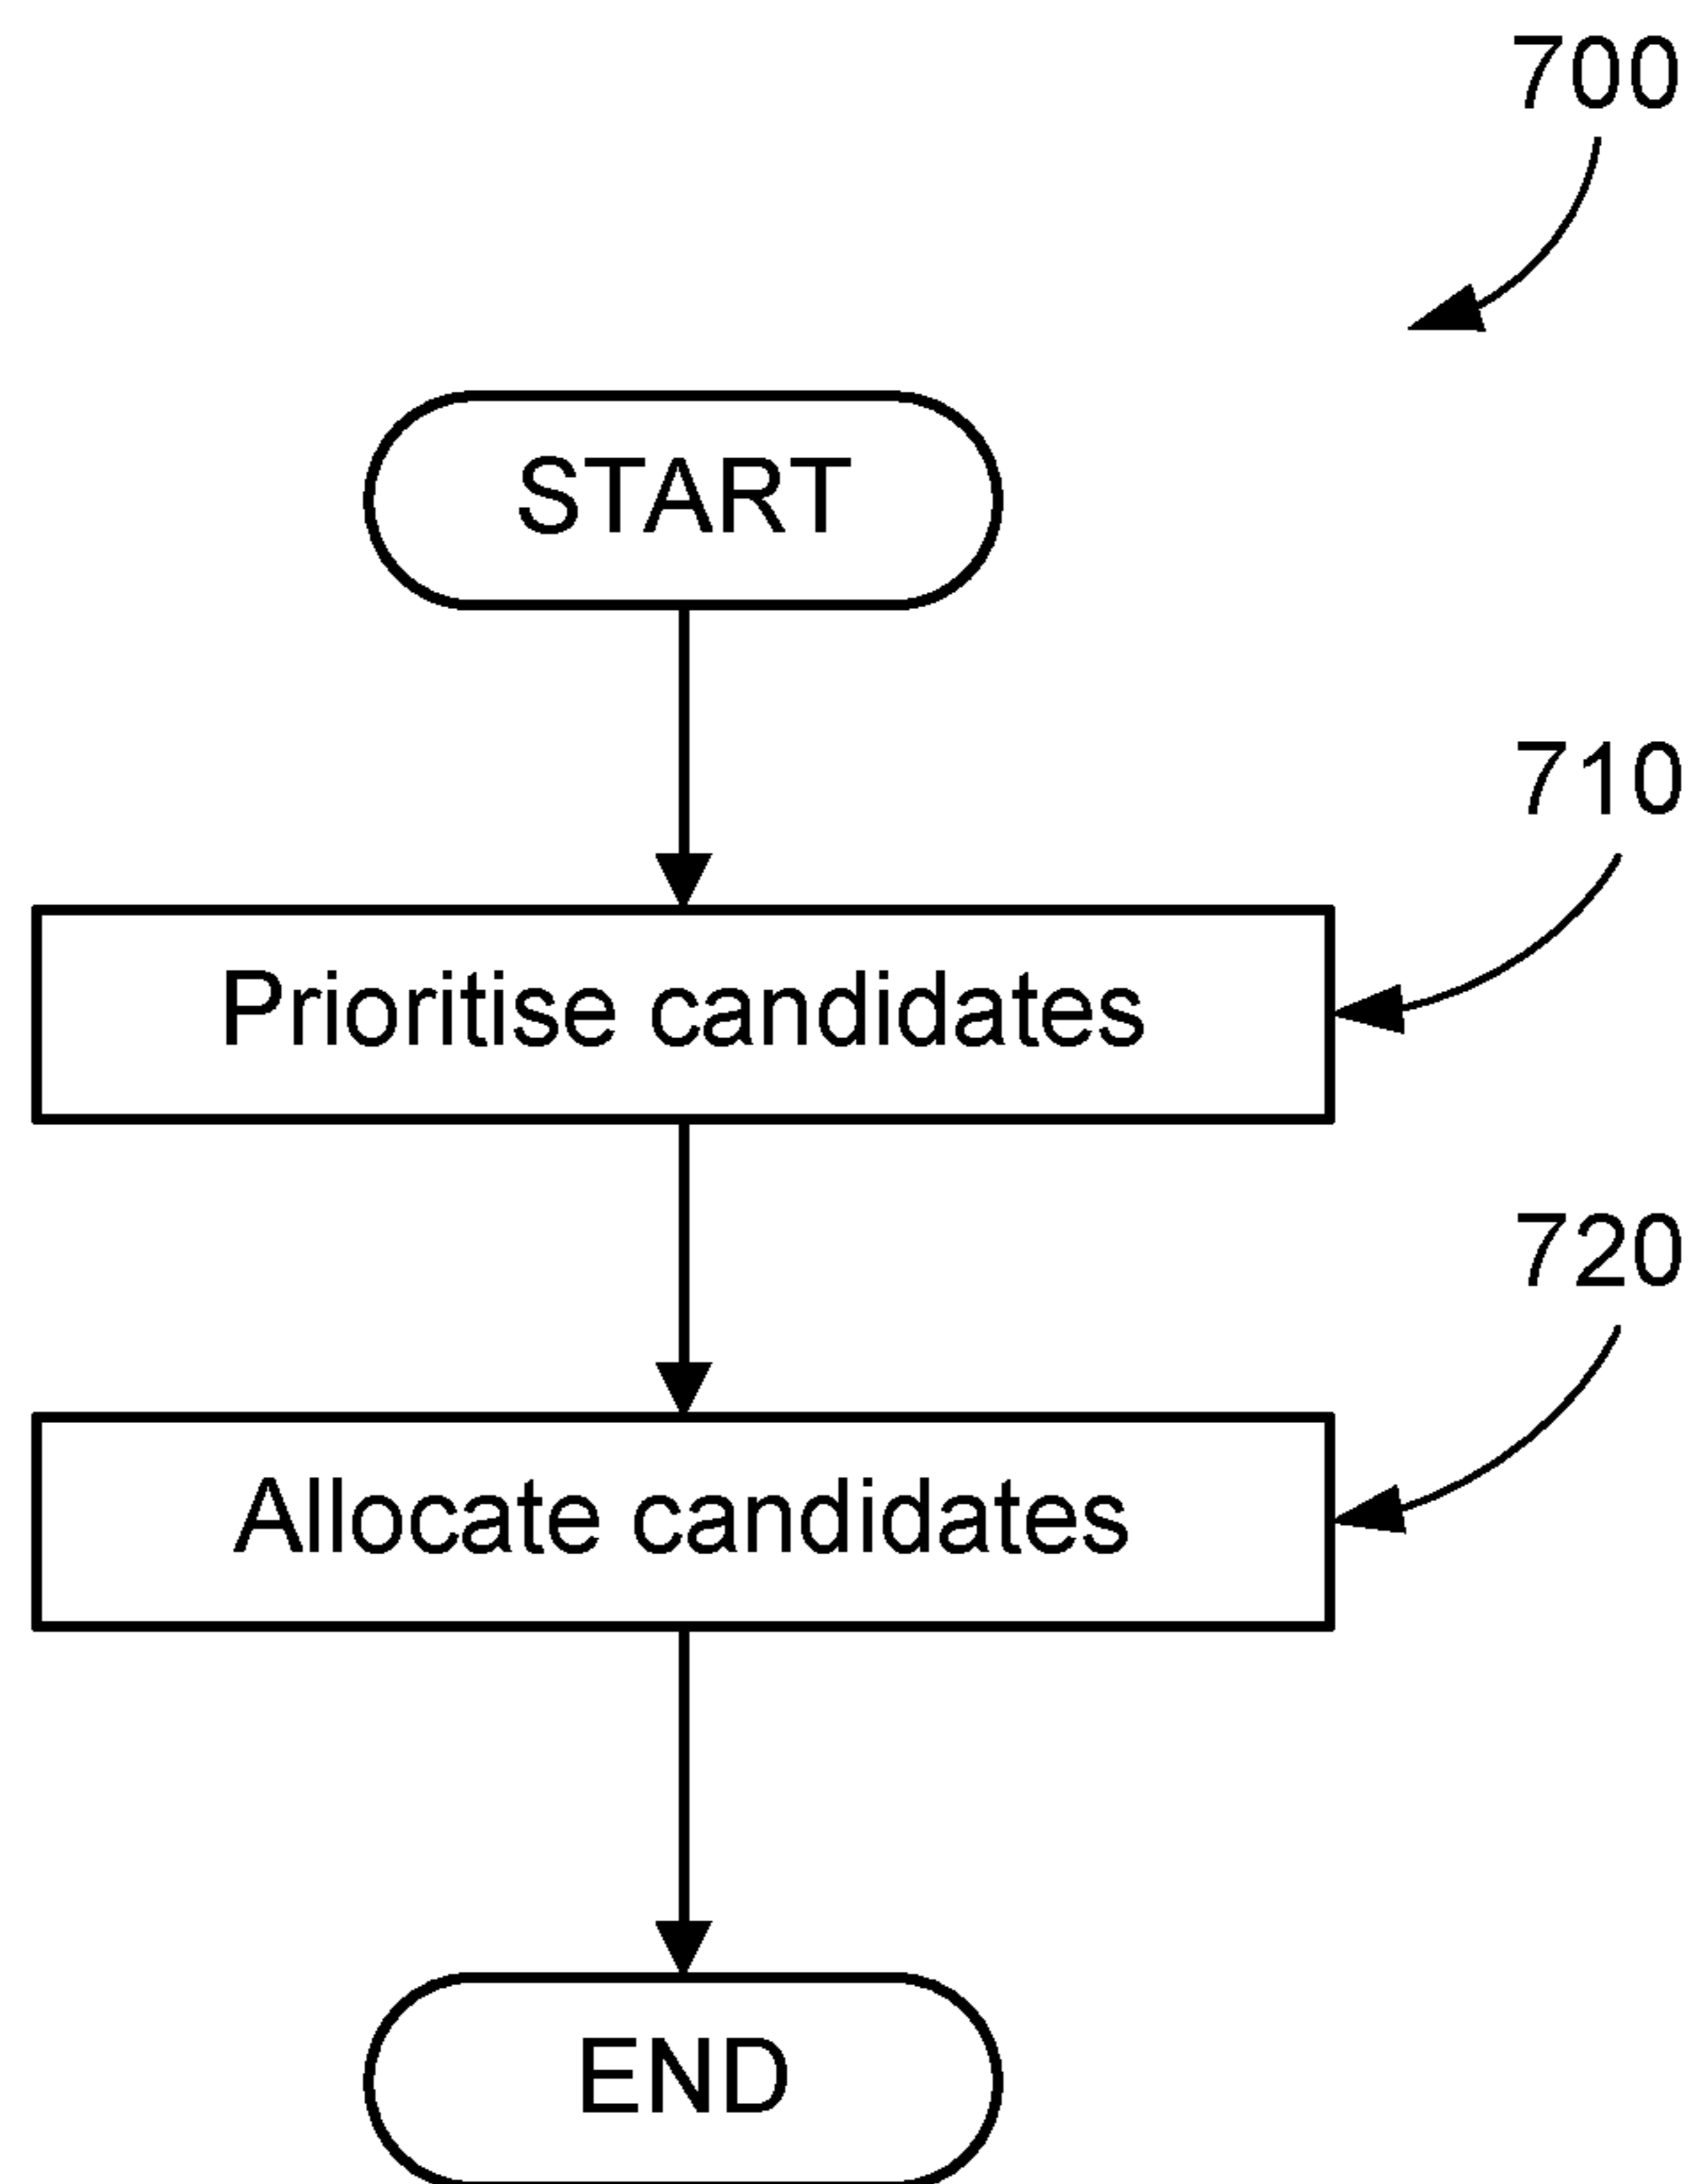 700
START
710
Prioritise candidates
720
Allocate candidates
END